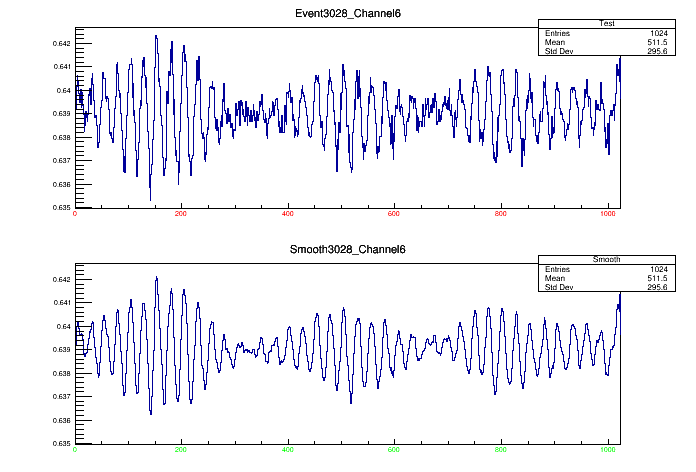 Event3028_Channel6
Test
Entries 1024
Mean 511.5
Std Dev 295.6
0.642
0.641
0.64
0.639
0.638
0.637
0.636
0.635
0 200 400 600 800 1000
Smooth3028_Channel6
Smooth
Entries 1024
Mean 511.5
Std Dev 295.6
0.642
0.641
0.64
0.639
0.638
0.637
0.636
0.635
0 200 400 600 800 1000